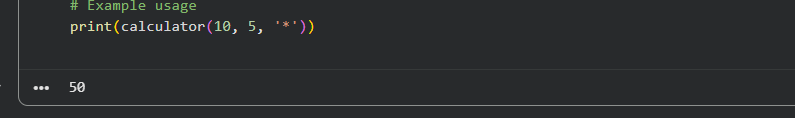 # Example usage
print(calculator(10, 5, '*'))
50